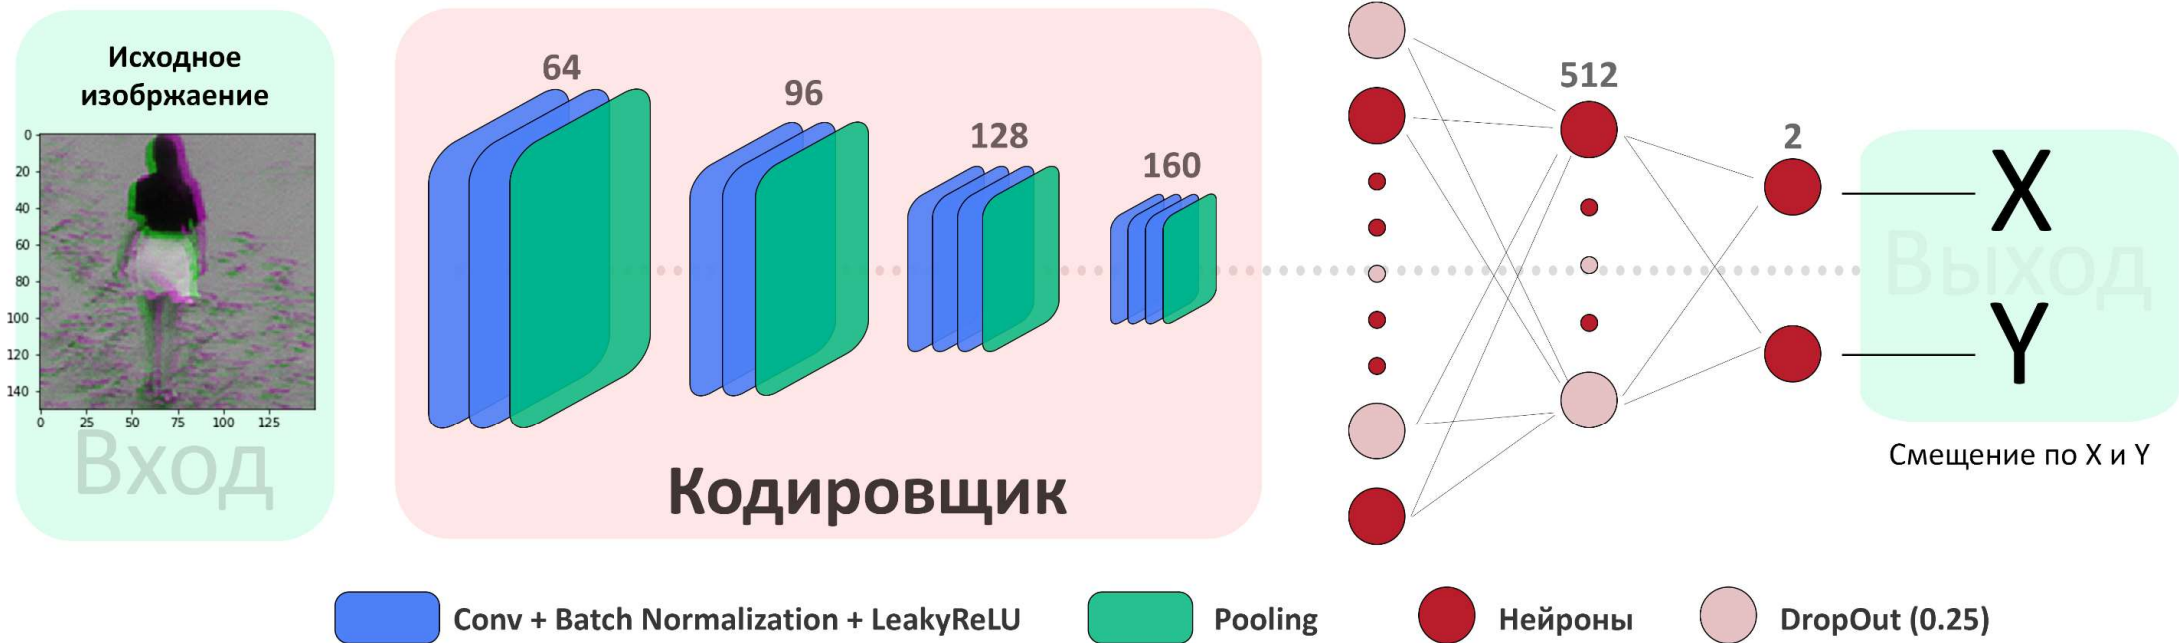 Исходное
изобржаение
0
20
40
60
80
100
120
140
0 25 50 75 100 125
Вход
64
96
128
160
Кодировщик
512
2
X
Выход
Y
Смещение по X и Y
Conv + Batch Normalization + LeakyReLU
Pooling
Нейроны
DropOut (0.25)